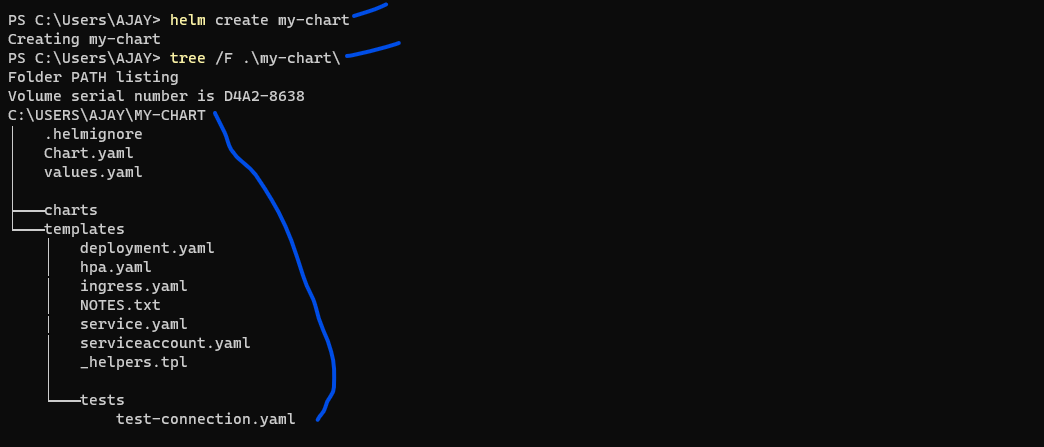 PS C:\Users\AJAY> helm create my-chart
Creating my-chart
PS C:\Users\AJAY> tree /F .\my-chart\
Folder PATH listing
Volume serial number is D4A2-8638
C:\USERS\AJAY\MY-CHART
.helmignore
Chart.yaml
values.yaml
charts
templates
deployment.yaml
hpa.yaml
ingress.yaml
NOTES.txt
service.yaml
serviceaccount.yaml
_helpers.tpl
tests
test-connection.yaml